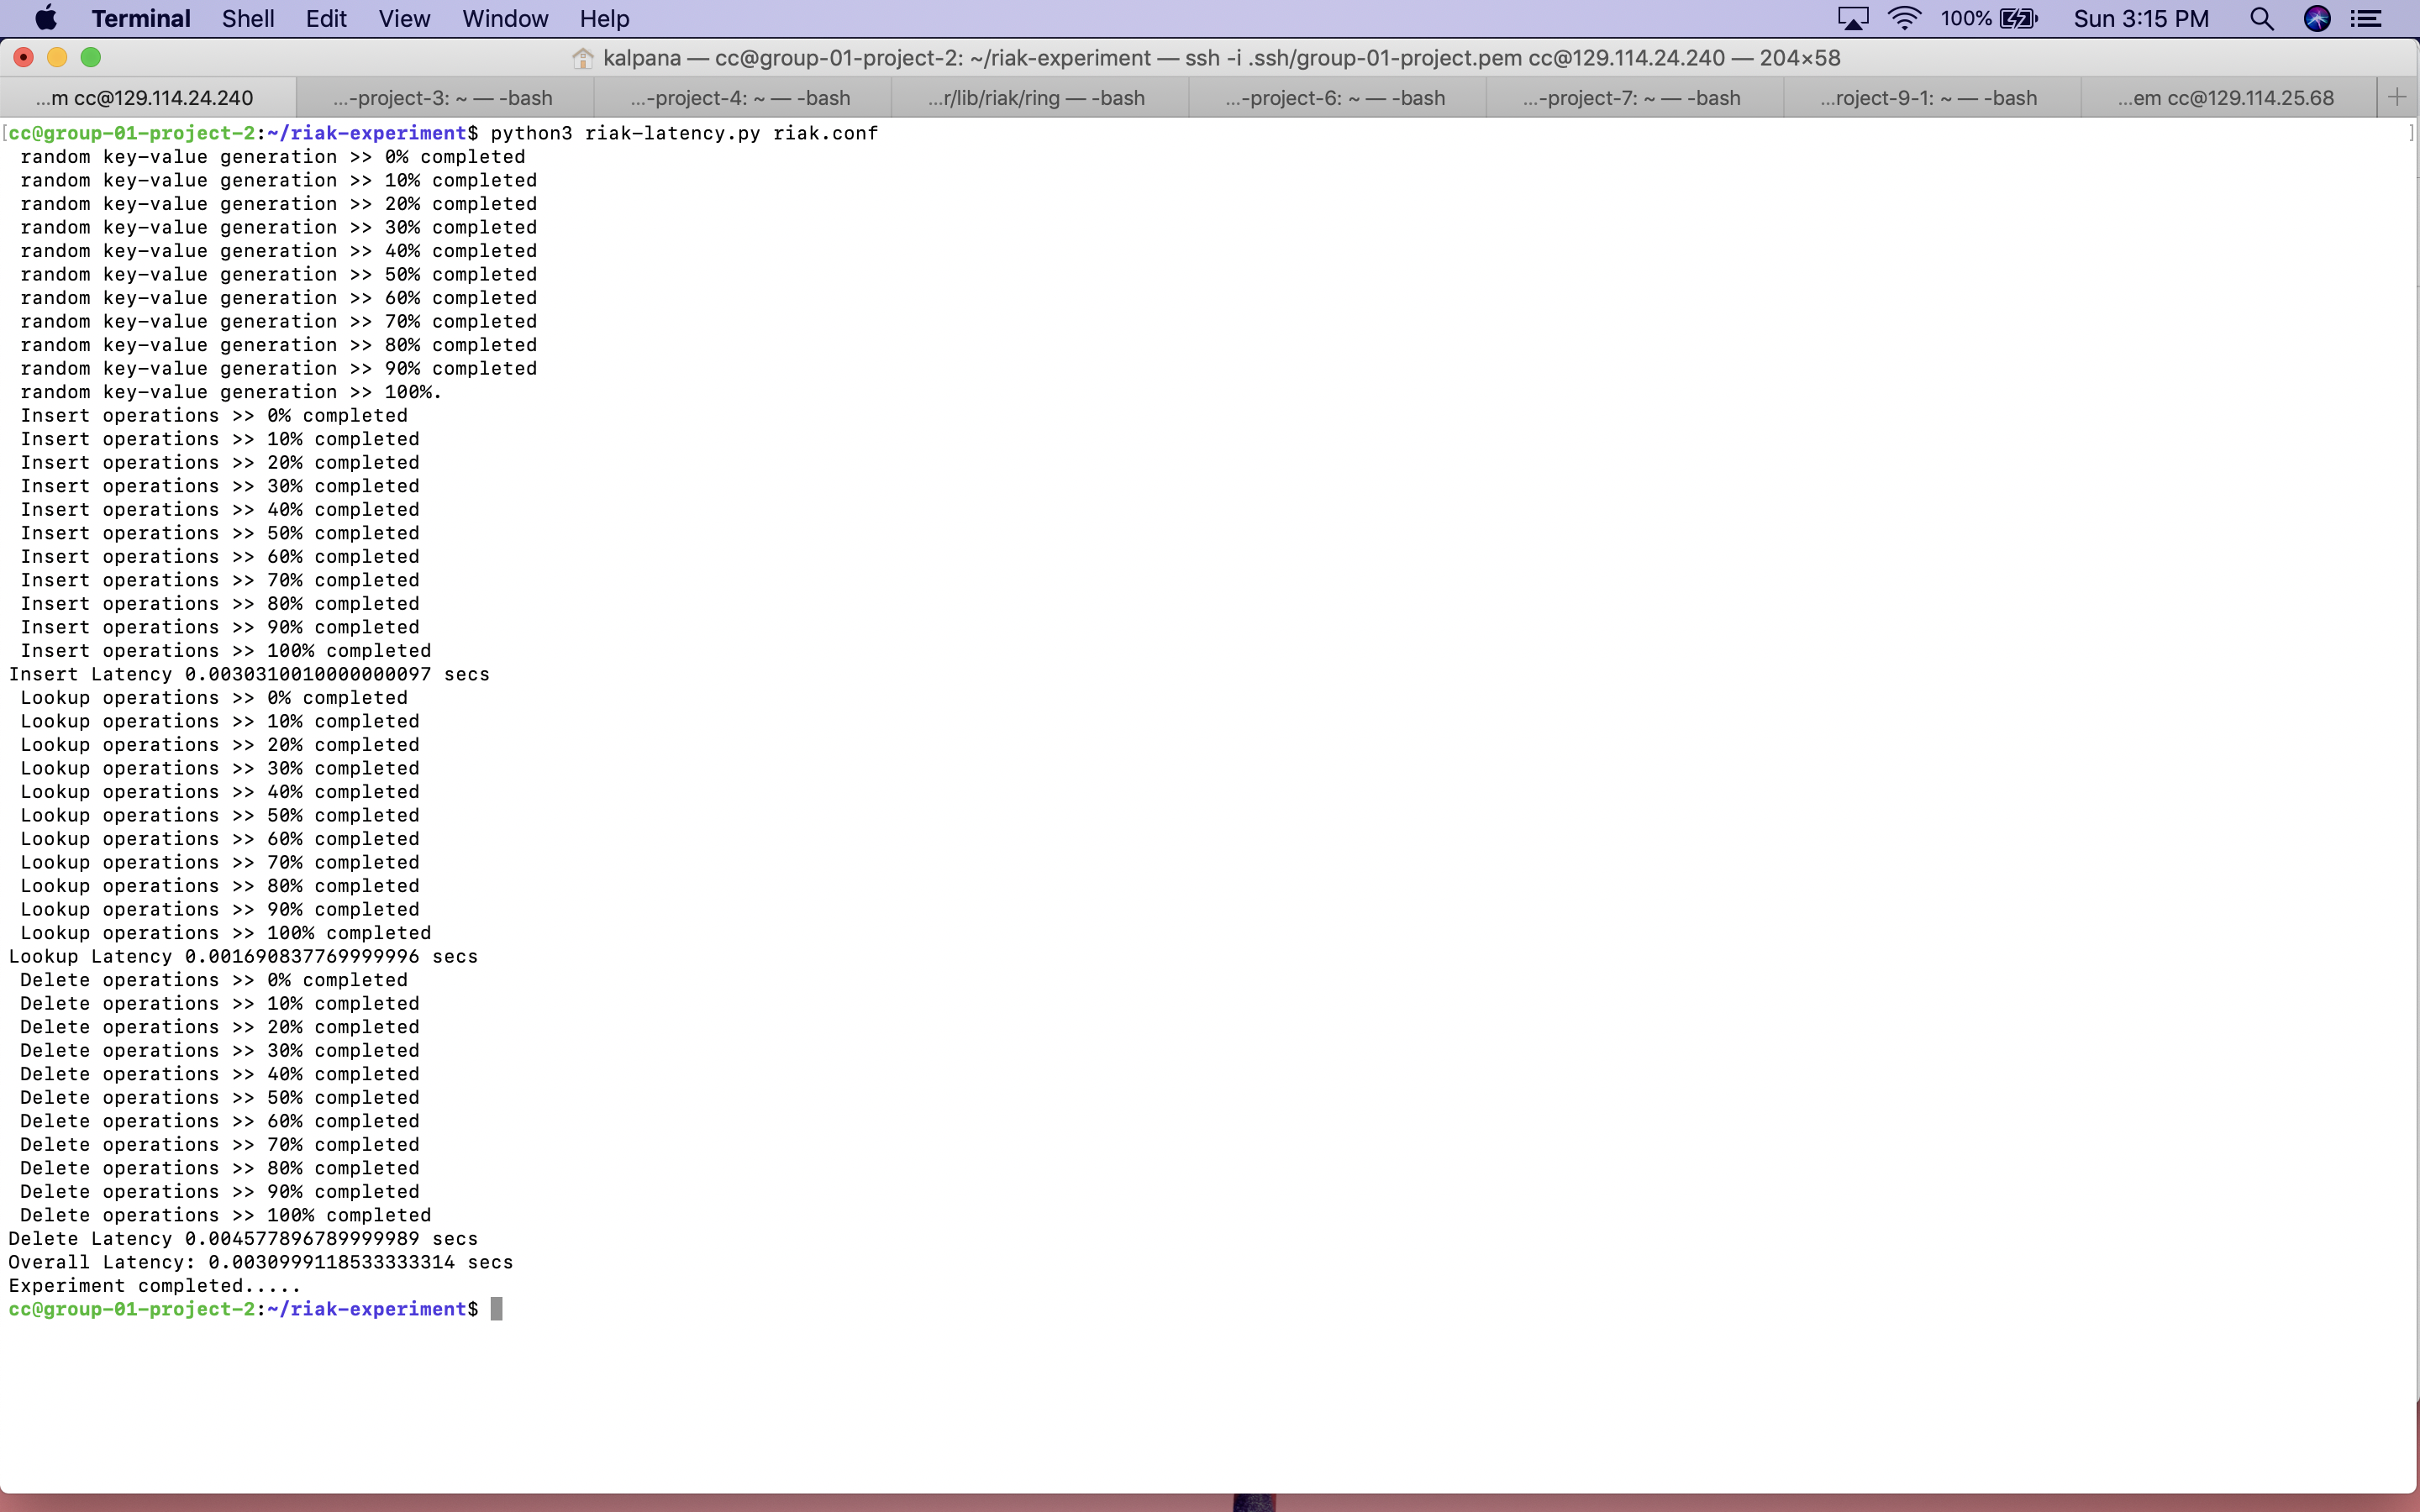 Terminal Shell Edit View Window Help 100% Sun 3:15 PM
kalpana — cc@group-01-project-2: ~/riak-experiment — ssh -i .ssh/group-01-project.pem cc@129.114.24.240 — 204×58
...m cc@129.114.24.240 ...-project-3: ~ — -bash ...-project-4: ~ — -bash ...r/lib/riak/ring — -bash ...-project-6: ~ — -bash ...-project-7: ~ — -bash ...roject-9-1: ~ — -bash ...em cc@129.114.25.68 +
[cc@group-01-project-2:~/riak-experiment$ python3 riak-latency.py riak.conf ]
random key-value generation >> 0% completed
random key-value generation >> 10% completed
random key-value generation >> 20% completed
random key-value generation >> 30% completed
random key-value generation >> 40% completed
random key-value generation >> 50% completed
random key-value generation >> 60% completed
random key-value generation >> 70% completed
random key-value generation >> 80% completed
random key-value generation >> 90% completed
random key-value generation >> 100%.
Insert operations >> 0% completed
Insert operations >> 10% completed
Insert operations >> 20% completed
Insert operations >> 30% completed
Insert operations >> 40% completed
Insert operations >> 50% completed
Insert operations >> 60% completed
Insert operations >> 70% completed
Insert operations >> 80% completed
Insert operations >> 90% completed
Insert operations >> 100% completed
Insert Latency 0.0030310010000000097 secs
Lookup operations >> 0% completed
Lookup operations >> 10% completed
Lookup operations >> 20% completed
Lookup operations >> 30% completed
Lookup operations >> 40% completed
Lookup operations >> 50% completed
Lookup operations >> 60% completed
Lookup operations >> 70% completed
Lookup operations >> 80% completed
Lookup operations >> 90% completed
Lookup operations >> 100% completed
Lookup Latency 0.001690837769999996 secs
Delete operations >> 0% completed
Delete operations >> 10% completed
Delete operations >> 20% completed
Delete operations >> 30% completed
Delete operations >> 40% completed
Delete operations >> 50% completed
Delete operations >> 60% completed
Delete operations >> 70% completed
Delete operations >> 80% completed
Delete operations >> 90% completed
Delete operations >> 100% completed
Delete Latency 0.004577896789999989 secs
Overall Latency: 0.0030999118533333314 secs
Experiment completed.....
cc@group-01-project-2:~/riak-experiment$